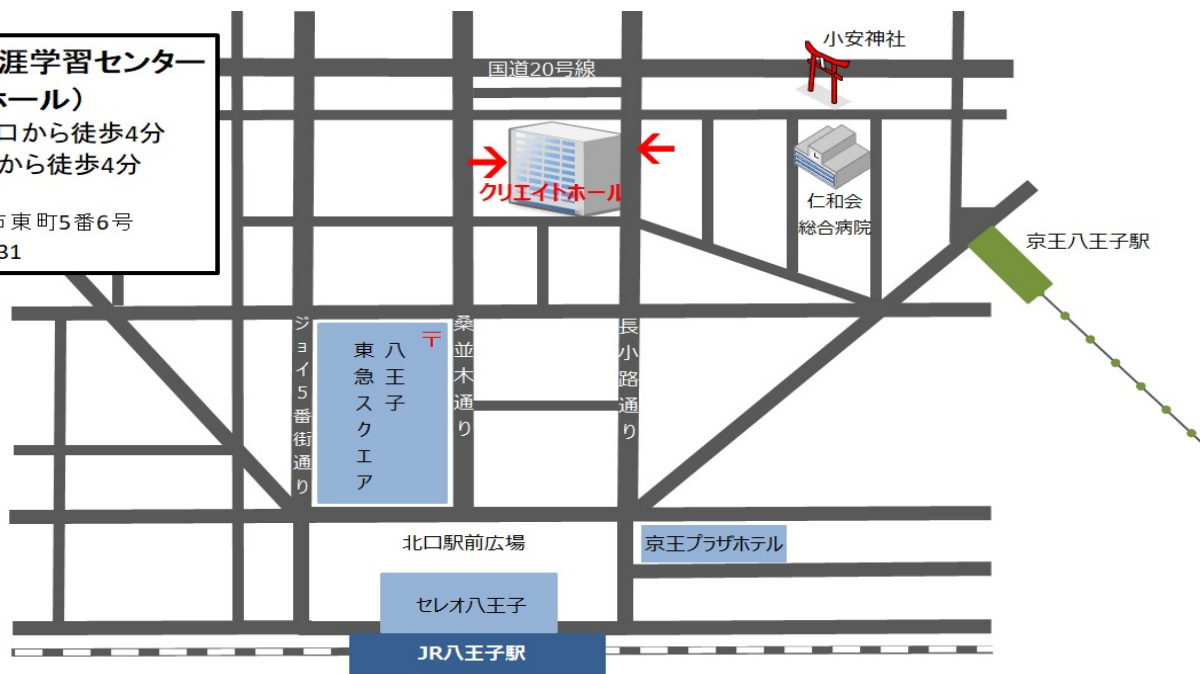 涯学習センター
ホール)
口から徒歩4分
から徒歩4分
市東町5番6号
31
国道20号線
小安神社
クリエイトホール
仁和会
総合病院
京王八王子駅
ジョイ5番街通り
八王子
東急スクエア
〒
桑並木通り
長小路通り
北口駅前広場
京王プラザホテル
セレオ八王子
JR八王子駅